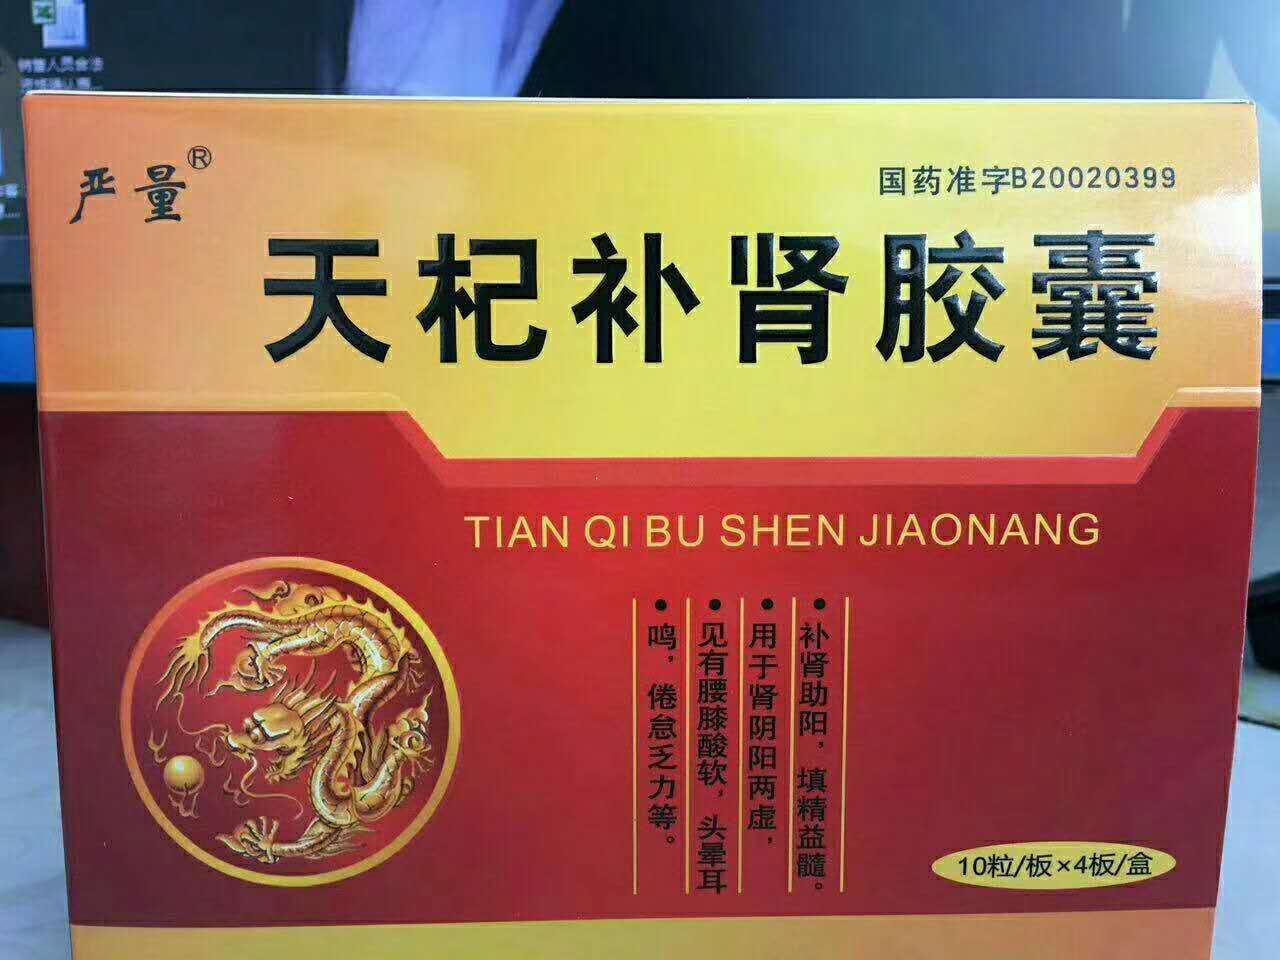 严量®
国药准字B20020399
天杞补肾胶囊
TIAN QI BU SHEN JIAONANG
•补肾助阳，填精益髓。
•用于肾阴阳两虚，
•见有腰膝酸软，头晕耳
•鸣，倦怠乏力等。
10粒/板×4板/盒